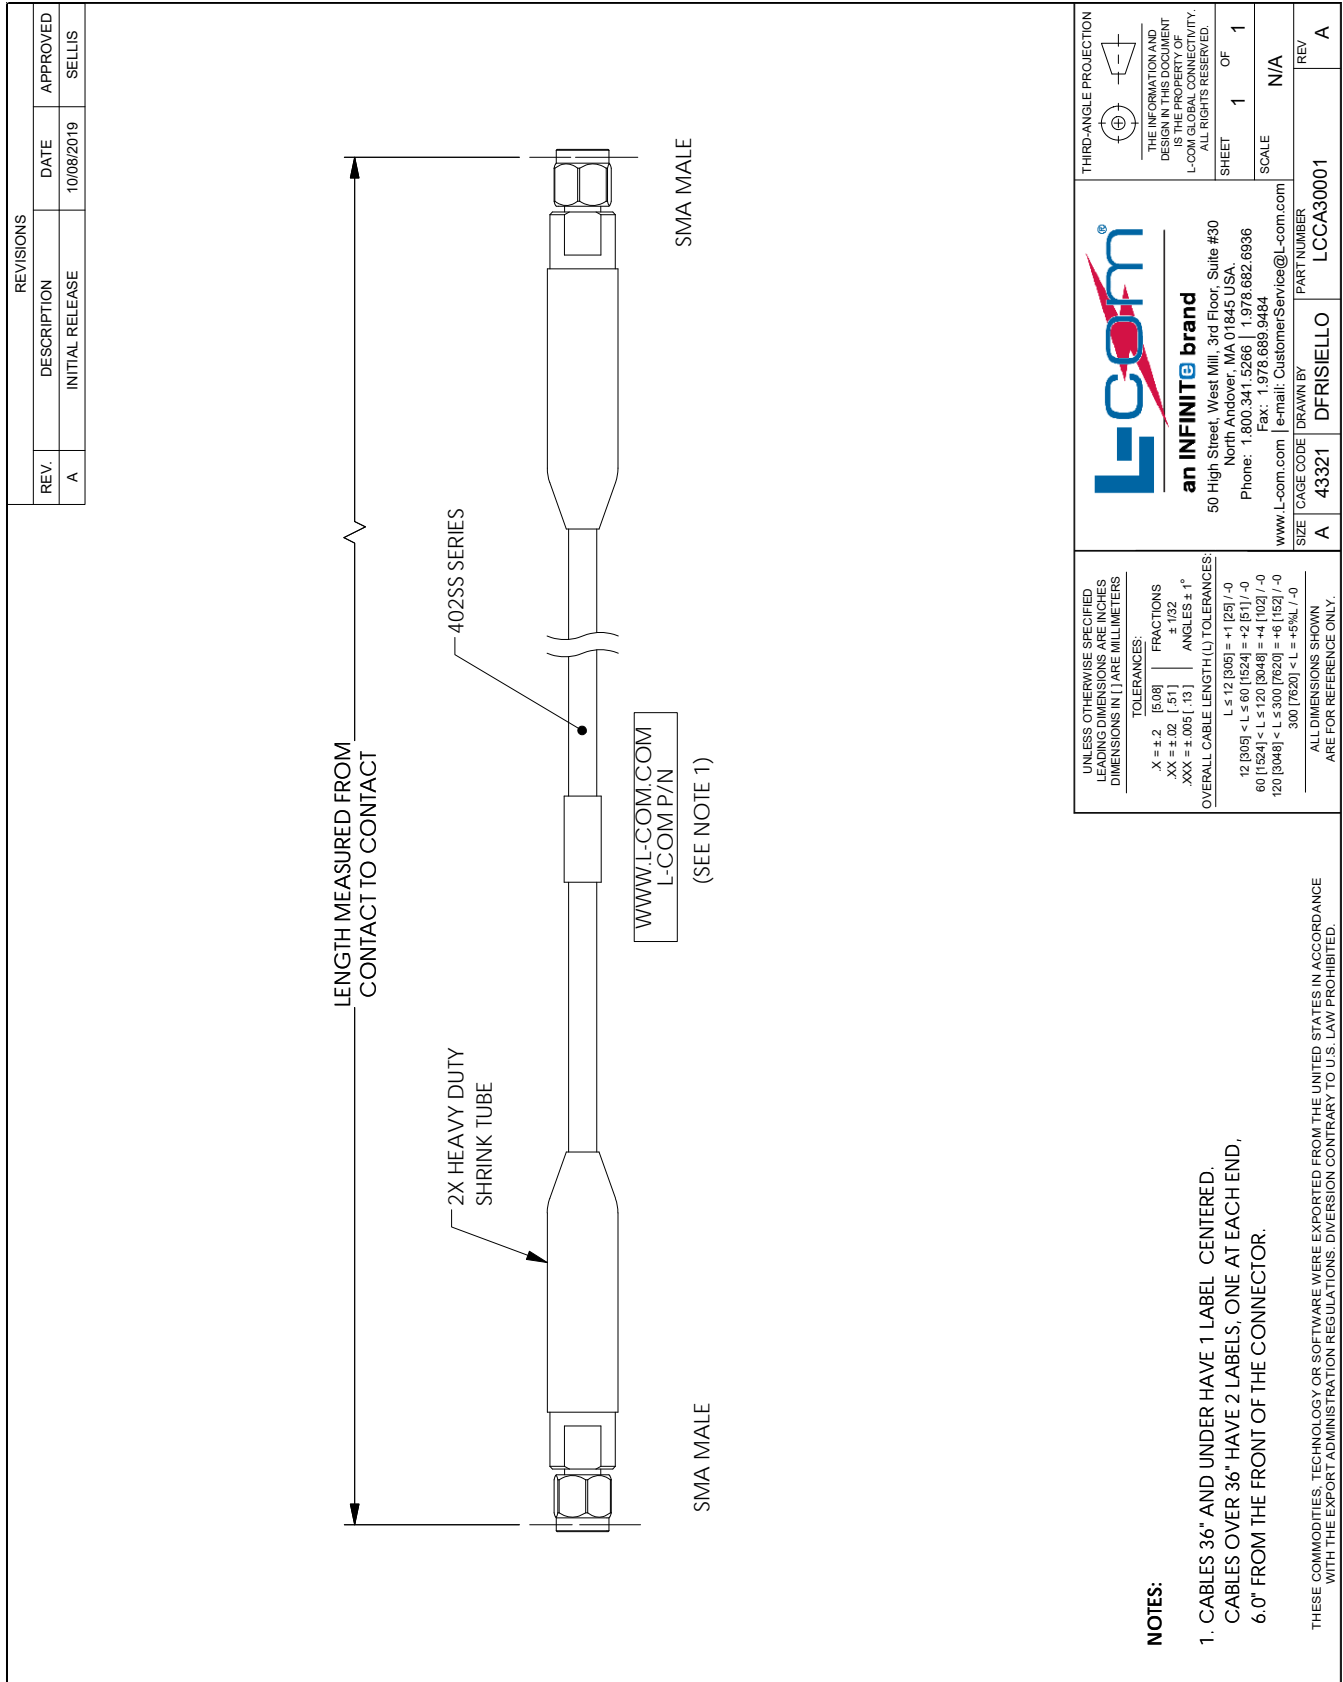 REVISIONS
REV. DESCRIPTION DATE APPROVED
A INITIAL RELEASE 10/08/2019 SELLIS
LENGTH MEASURED FROM
CONTACT TO CONTACT
2X HEAVY DUTY
SHRINK TUBE
402SS SERIES
WWW.L-COM.COM
L-COM P/N
(SEE NOTE 1)
SMA MALE
SMA MALE
NOTES:
1. CABLES 36" AND UNDER HAVE 1 LABEL CENTERED.
CABLES OVER 36" HAVE 2 LABELS, ONE AT EACH END,
6.0" FROM THE FRONT OF THE CONNECTOR.
THESE COMMODITIES, TECHNOLOGY OR SOFTWARE WERE EXPORTED FROM THE UNITED STATES IN ACCORDANCE
WITH THE EXPORT ADMINISTRATION REGULATIONS. DIVERSION CONTRARY TO U.S. LAW PROHIBITED.
UNLESS OTHERWISE SPECIFIED
LEADING DIMENSIONS ARE INCHES
DIMENSIONS IN [ ] ARE MILLIMETERS
TOLERANCES:
.X = ±.2 [5.08] FRACTIONS
.XX = ±.02 [.51] ± 1/32
.XXX = ±.005 [.13] ANGLES ± 1°
OVERALL CABLE LENGTH (L) TOLERANCES:
L ≤ 12 [305] = +1 [25] / -0
12 [305] < L ≤ 60 [1524] = +2 [51] / -0
60 [1524] < L ≤ 120 [3048] = +4 [102] / -0
120 [3048] < L ≤ 300 [7620] = +6 [152] / -0
300 [7620] < L = +5%L / -0
ALL DIMENSIONS SHOWN
ARE FOR REFERENCE ONLY.
L-com®
an INFINITe brand
50 High Street, West Mill, 3rd Floor, Suite #30
North Andover, MA 01845 USA.
Phone: 1.800.341.5266 | 1.978.682.6936
Fax: 1.978.689.9484
www.L-com.com | e-mail: CustomerService@L-com.com
THIRD-ANGLE PROJECTION
THE INFORMATION AND
DESIGN IN THIS DOCUMENT
IS THE PROPERTY OF
L-COM GLOBAL CONNECTIVITY.
ALL RIGHTS RESERVED.
SHEET 1 OF 1
SCALE N/A
SIZE A
CAGE CODE 43321
DRAWN BY DFRISIELLO
PART NUMBER LCCA30001
REV A